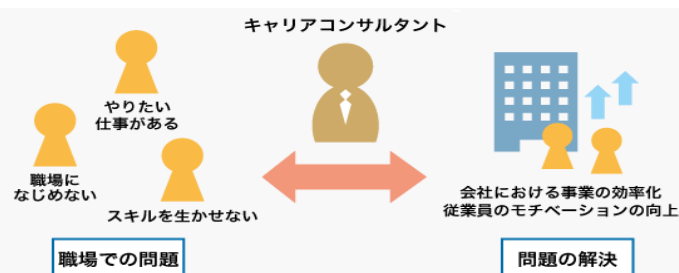 キャリアコンサルタント
やりたい
仕事がある
職場に
なじめない
スキルを生かせない
職場での問題
会社における事業の効率化
従業員のモチベーションの向上
問題の解決